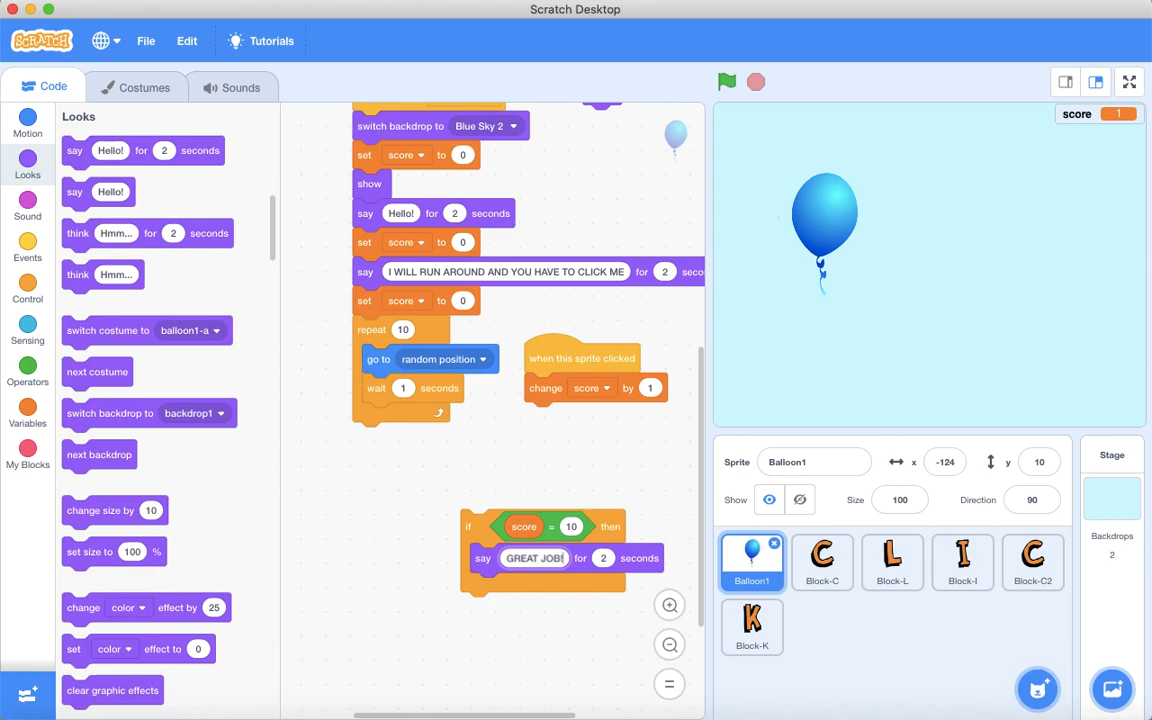 Scratch Desktop
SCRATCH File Edit Tutorials
Code Costumes Sounds
Motion
Looks
Sound
Events
Control
Sensing
Operators
Variables
My Blocks
Looks
say Hello! for 2 seconds
say Hello!
think Hmm... for 2 seconds
think Hmm...
switch costume to balloon1-a
next costume
switch backdrop to backdrop1
next backdrop
change size by 10
set size to 100 %
change color effect by 25
set color effect to 0
clear graphic effects
switch backdrop to Blue Sky 2
set score to 0
show
say Hello! for 2 seconds
set score to 0
say I WILL RUN AROUND AND YOU HAVE TO CLICK ME for 2 seco
set score to 0
repeat 10
go to random position
wait 1 seconds
when this sprite clicked
change score by 1
if score = 10 then
say GREAT JOB! for 2 seconds
score 1
Sprite Balloon1 x -124 y 10
Show Size 100 Direction 90
Balloon1
C
Block-C
L
Block-L
I
Block-I
C
Block-C2
K
Block-K
Stage
Backdrops
2